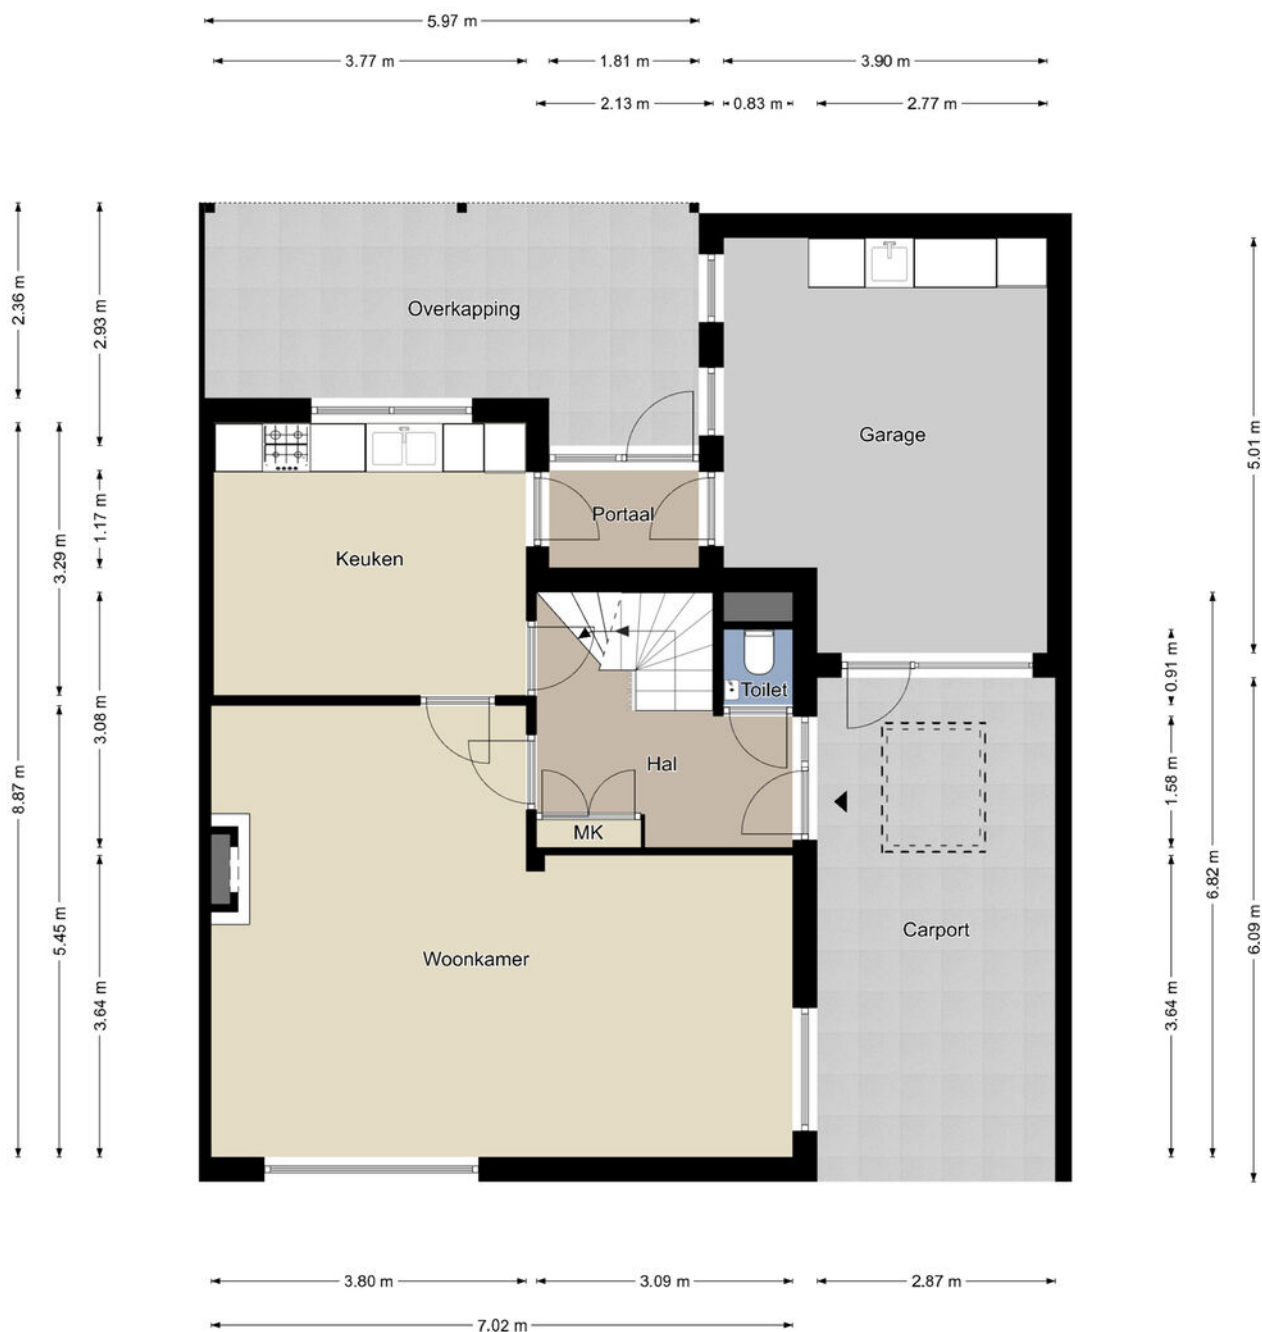 5.97 m
3.77 m
1.81 m
3.90 m
2.13 m
0.83 m
2.77 m
2.36 m
2.93 m
Overkapping
Garage
5.01 m
1.17 m
Portaal
3.29 m
Keuken
0.91 m
Toilet
3.08 m
Hal
8.87 m
1.58 m
MK
6.82 m
Carport
5.45 m
6.09 m
Woonkamer
3.64 m
3.64 m
3.80 m
3.09 m
2.87 m
7.02 m